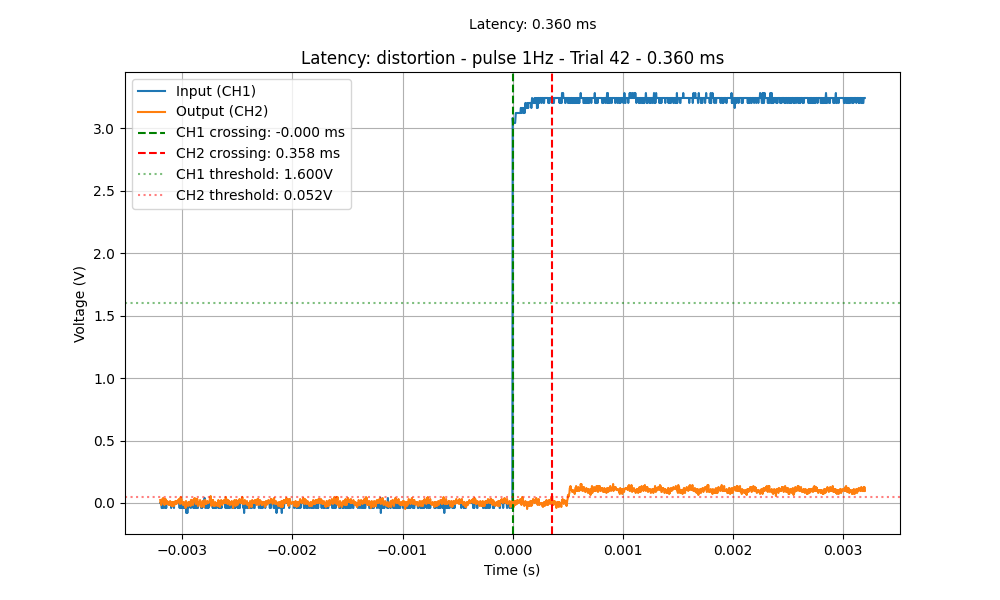 Latency: 0.360 ms
Latency: distortion - pulse 1Hz - Trial 42 - 0.360 ms
Input (CH1)
Output (CH2)
CH1 crossing: -0.000 ms
CH2 crossing: 0.358 ms
CH1 threshold: 1.600V
CH2 threshold: 0.052V
3.0
2.5
2.0
1.5
1.0
0.5
0.0
Voltage (V)
−0.003 −0.002 −0.001 0.000 0.001 0.002 0.003
Time (s)